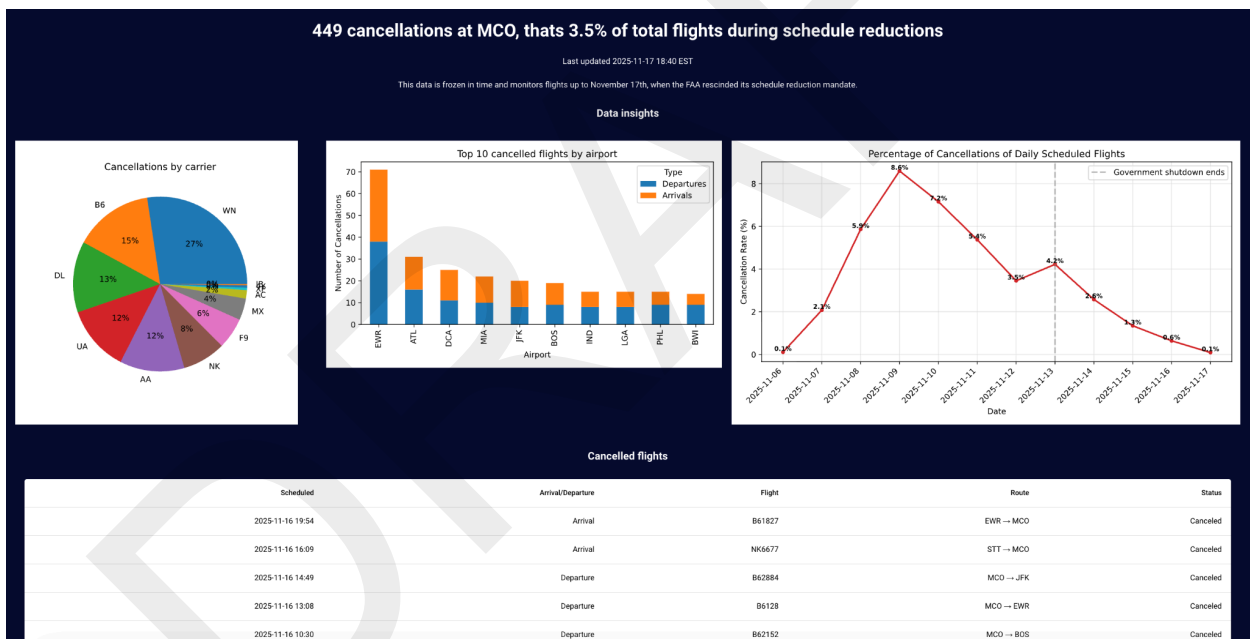 449 cancellations at MCO, thats 3.5% of total flights during schedule reductions
Last updated 2025-11-17 18:40 EST
This data is frozen in time and monitors flights up to November 17th, when the FAA rescinded its schedule reduction mandate.
Data insights
Cancellations by carrier
WN
27%
B6
15%
DL
13%
UA
12%
AA
12%
NK
8%
F9
6%
MX
4%
AC
2%
Top 10 cancelled flights by airport
Type
Departures
Arrivals
Number of Cancellations
70
60
50
40
30
20
10
0
EWR
ATL
DCA
MIA
JFK
BOS
IND
LGA
PHL
BWI
Airport
Percentage of Cancellations of Daily Scheduled Flights
Government shutdown ends
Cancellation Rate (%)
8
6
4
2
0
0.1%
2.1%
5.9%
8.6%
7.2%
5.4%
3.5%
4.2%
2.6%
1.3%
0.6%
0.1%
2025-11-06
2025-11-07
2025-11-08
2025-11-09
2025-11-10
2025-11-11
2025-11-12
2025-11-13
2025-11-14
2025-11-15
2025-11-16
2025-11-17
Date
Cancelled flights
Scheduled Arrival/Departure Flight Route Status
2025-11-16 19:54 Arrival B61827 EWR → MCO Canceled
2025-11-16 16:09 Arrival NK6677 STT → MCO Canceled
2025-11-16 14:49 Departure B62884 MCO → JFK Canceled
2025-11-16 13:08 Departure B6128 MCO → EWR Canceled
2025-11-16 10:30 Departure B62152 MCO → BOS Canceled